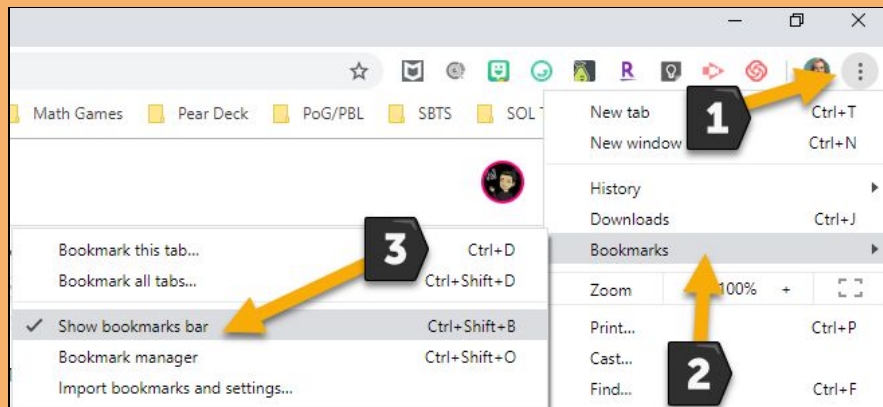 R
Math Games
Pear Deck
PoG/PBL
SBTS
SOL
1
New tab Ctrl+T
New window Ctrl+N
History
Downloads Ctrl+J
Bookmarks
Zoom 100% +
Print... Ctrl+P
Cast...
Find... Ctrl+F
2
3
Bookmark this tab... Ctrl+D
Bookmark all tabs... Ctrl+Shift+D
Show bookmarks bar Ctrl+Shift+B
Bookmark manager Ctrl+Shift+O
Import bookmarks and settings...